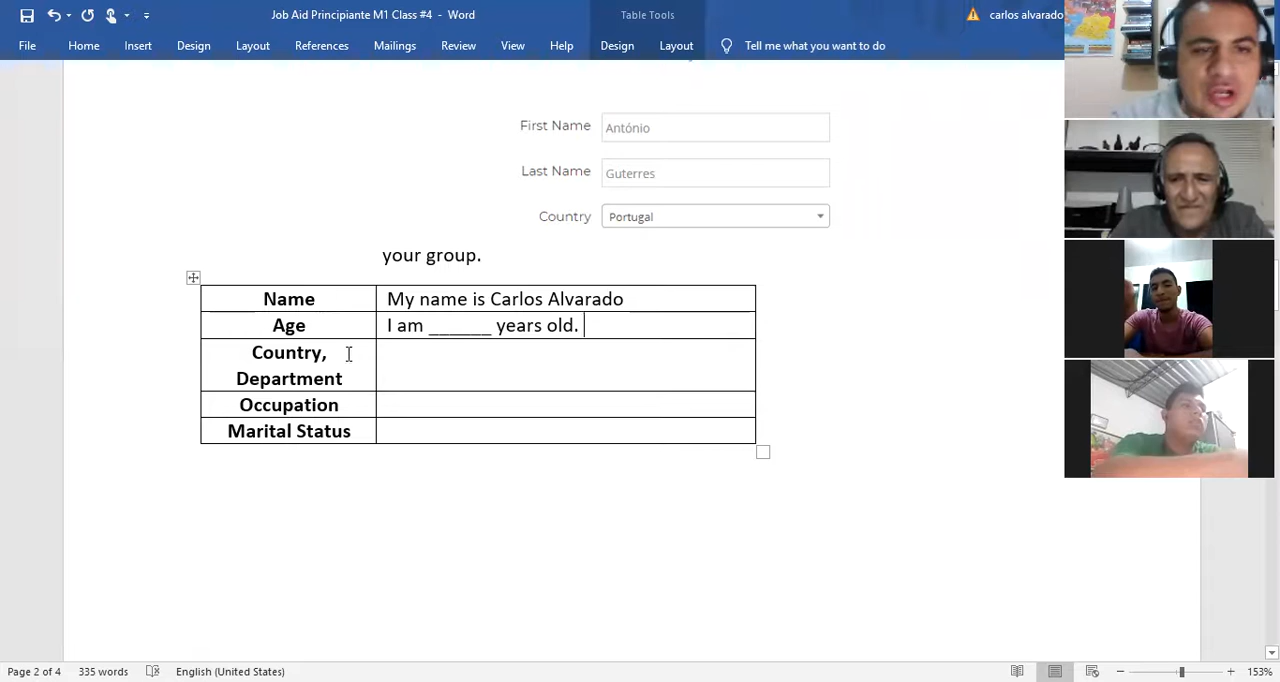 Job Aid Principiante M1 Class #4 - Word
Table Tools
carlos alvarado
File
Home
Insert
Design
Layout
References
Mailings
Review
View
Help
Design
Layout
Tell me what you want to do
First Name
António
Last Name
Guterres
Country
Portugal
your group.
Name
My name is Carlos Alvarado
Age
I am ______ years old.
Country,
Department
Occupation
Marital Status
Page 2 of 4
335 words
English (United States)
153%